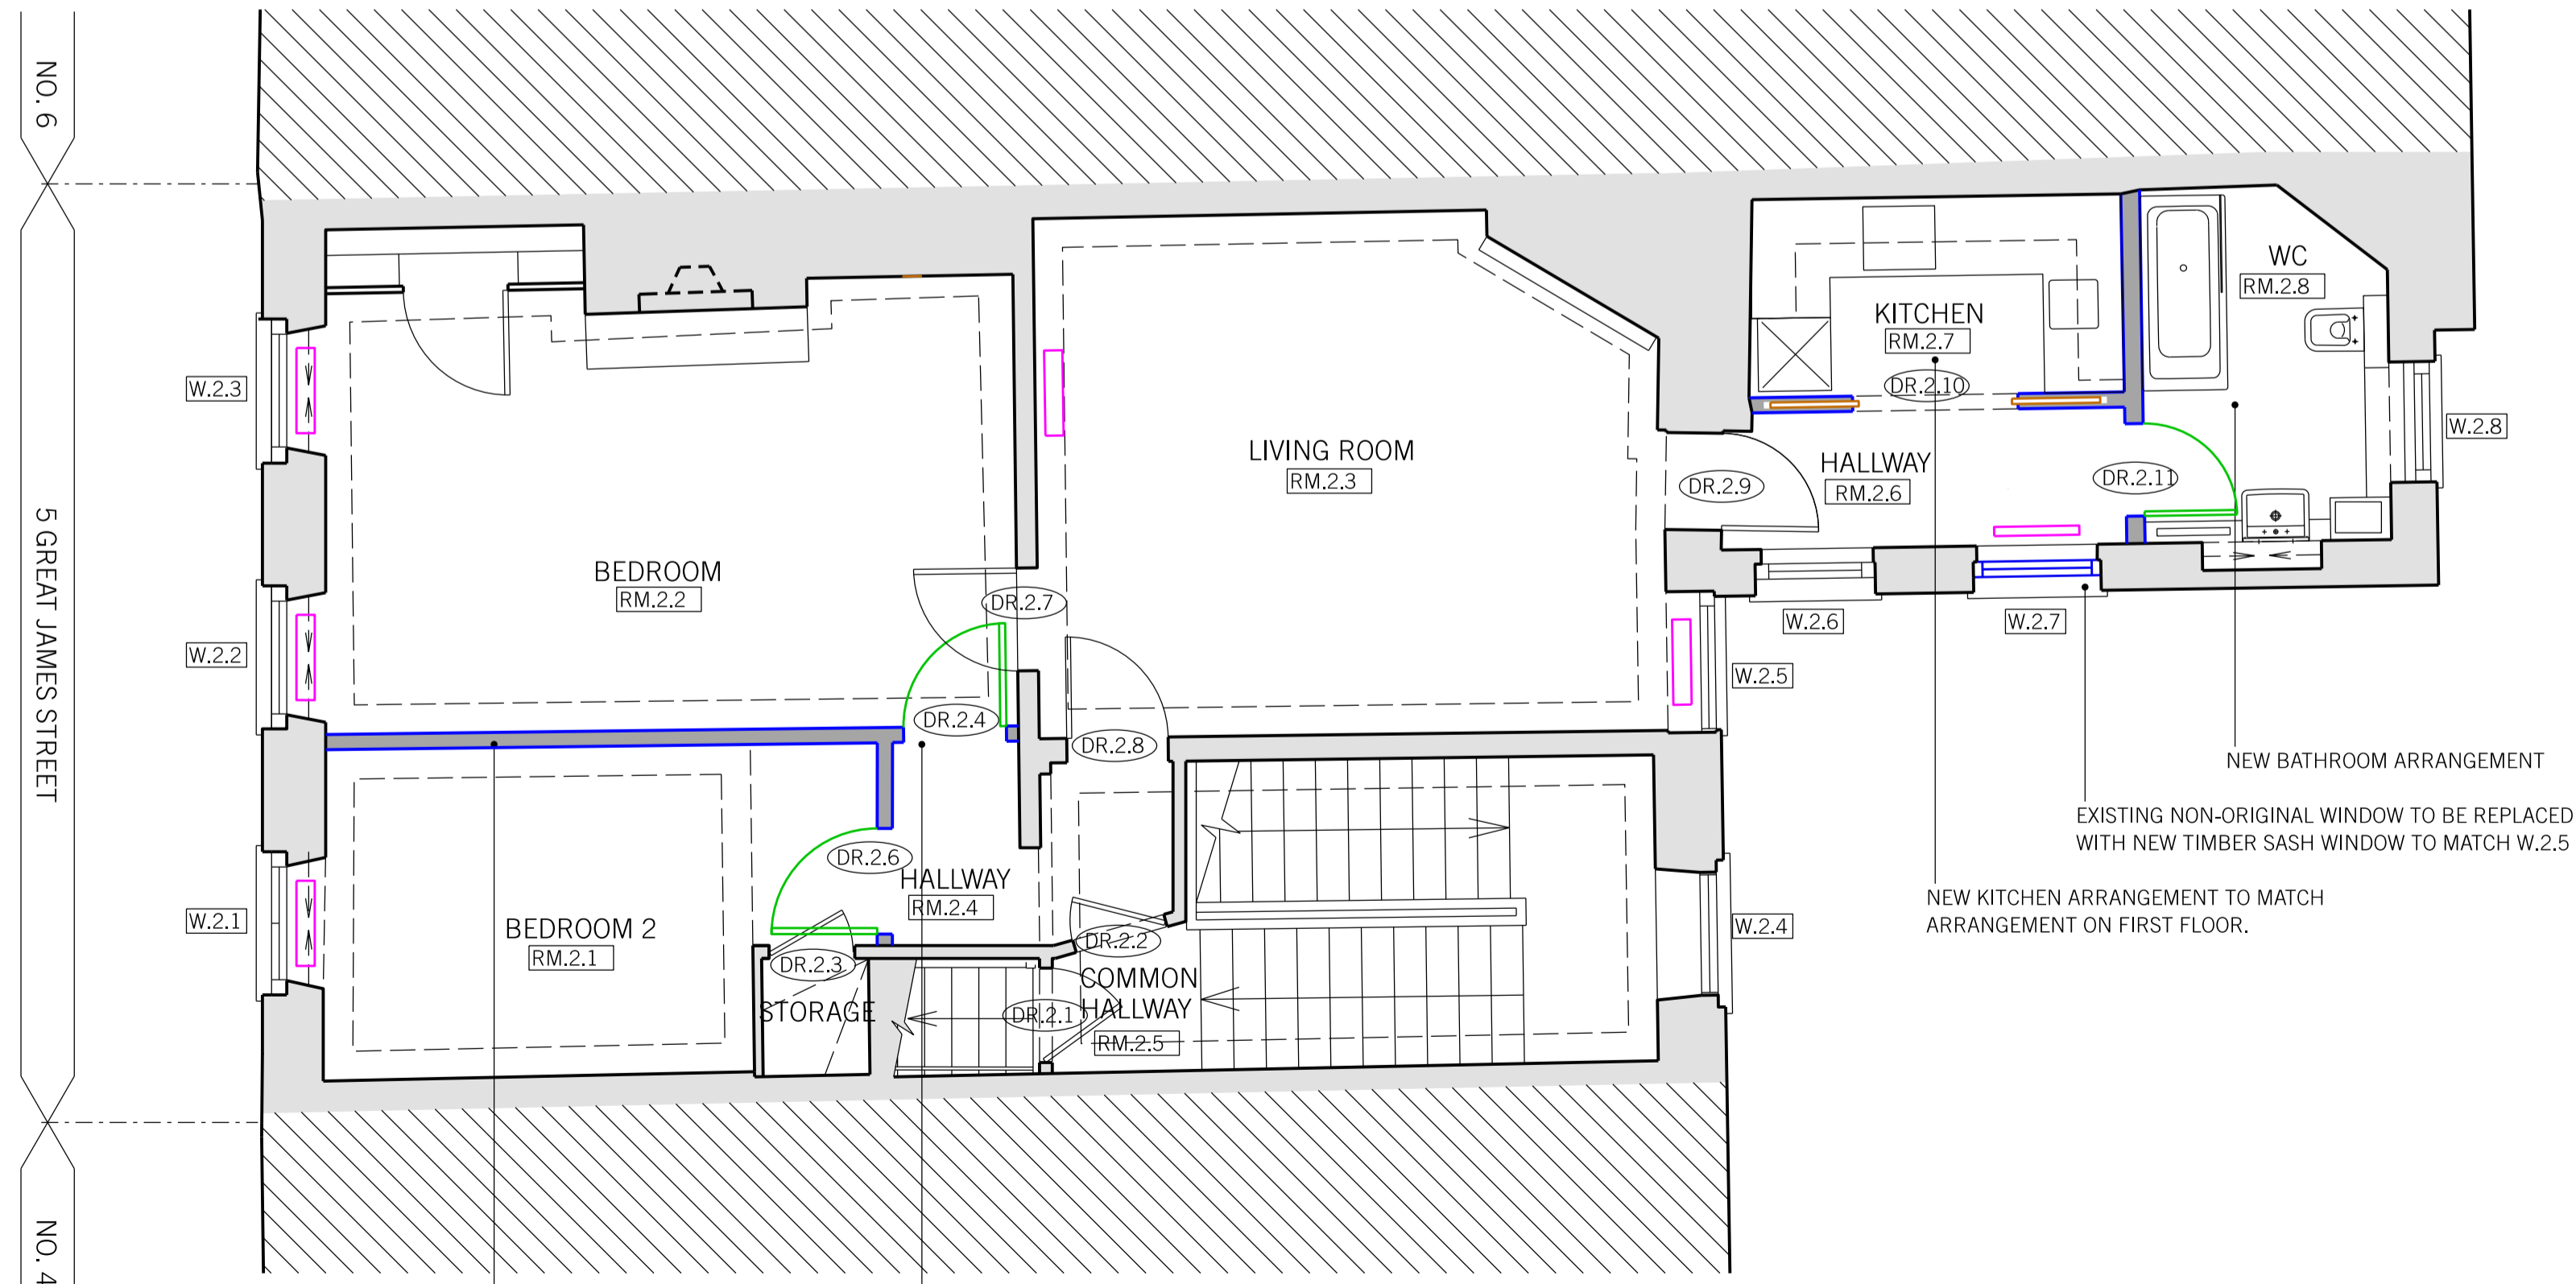 NO. 6
5 GREAT JAMES STREET
NO. 4
W.2.3
W.2.2
W.2.1
BEDROOM
RM.2.2
BEDROOM 2
RM.2.1
DR.2.7
DR.2.4
DR.2.8
DR.2.6
HALLWAY
RM.2.4
DR.2.3
STORAGE
DR.2.2
DR.2.1
COMMON
HALLWAY
RM.2.5
LIVING ROOM
RM.2.3
KITCHEN
RM.2.7
DR.2.10
WC
RM.2.8
DR.2.9
HALLWAY
RM.2.6
DR.2.11
W.2.8
W.2.6
W.2.7
W.2.5
W.2.4
NEW BATHROOM ARRANGEMENT
EXISTING NON-ORIGINAL WINDOW TO BE REPLACED
WITH NEW TIMBER SASH WINDOW TO MATCH W.2.5
NEW KITCHEN ARRANGEMENT TO MATCH
ARRANGEMENT ON FIRST FLOOR.